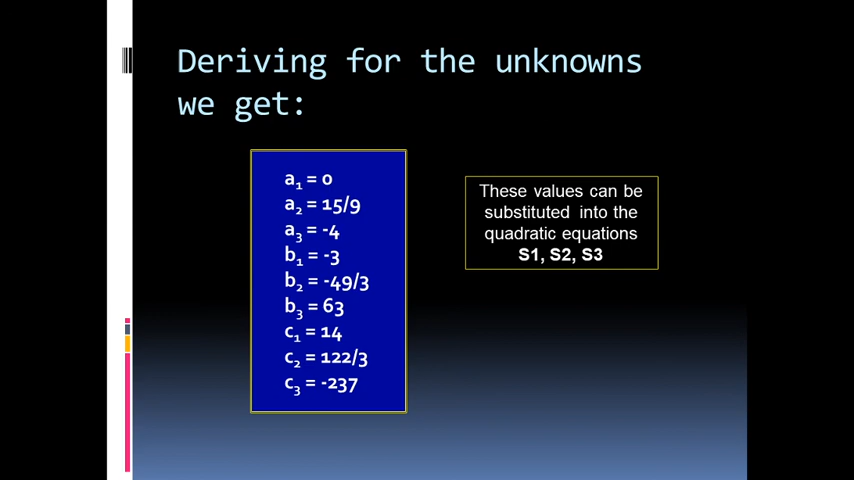 Deriving for the unknowns
we get:
a₁ = 0
a₂ = 15/9
a₃ = -4
b₁ = -3
b₂ = -49/3
b₃ = 63
c₁ = 14
c₂ = 122/3
c₃ = -237
These values can be
substituted into the
quadratic equations
S1, S2, S3